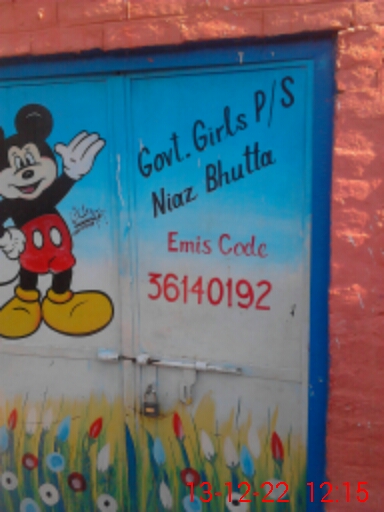 Govt. Girls P/S
Niaz Bhutta
Emis Code
36140192
13-12-22 12:15